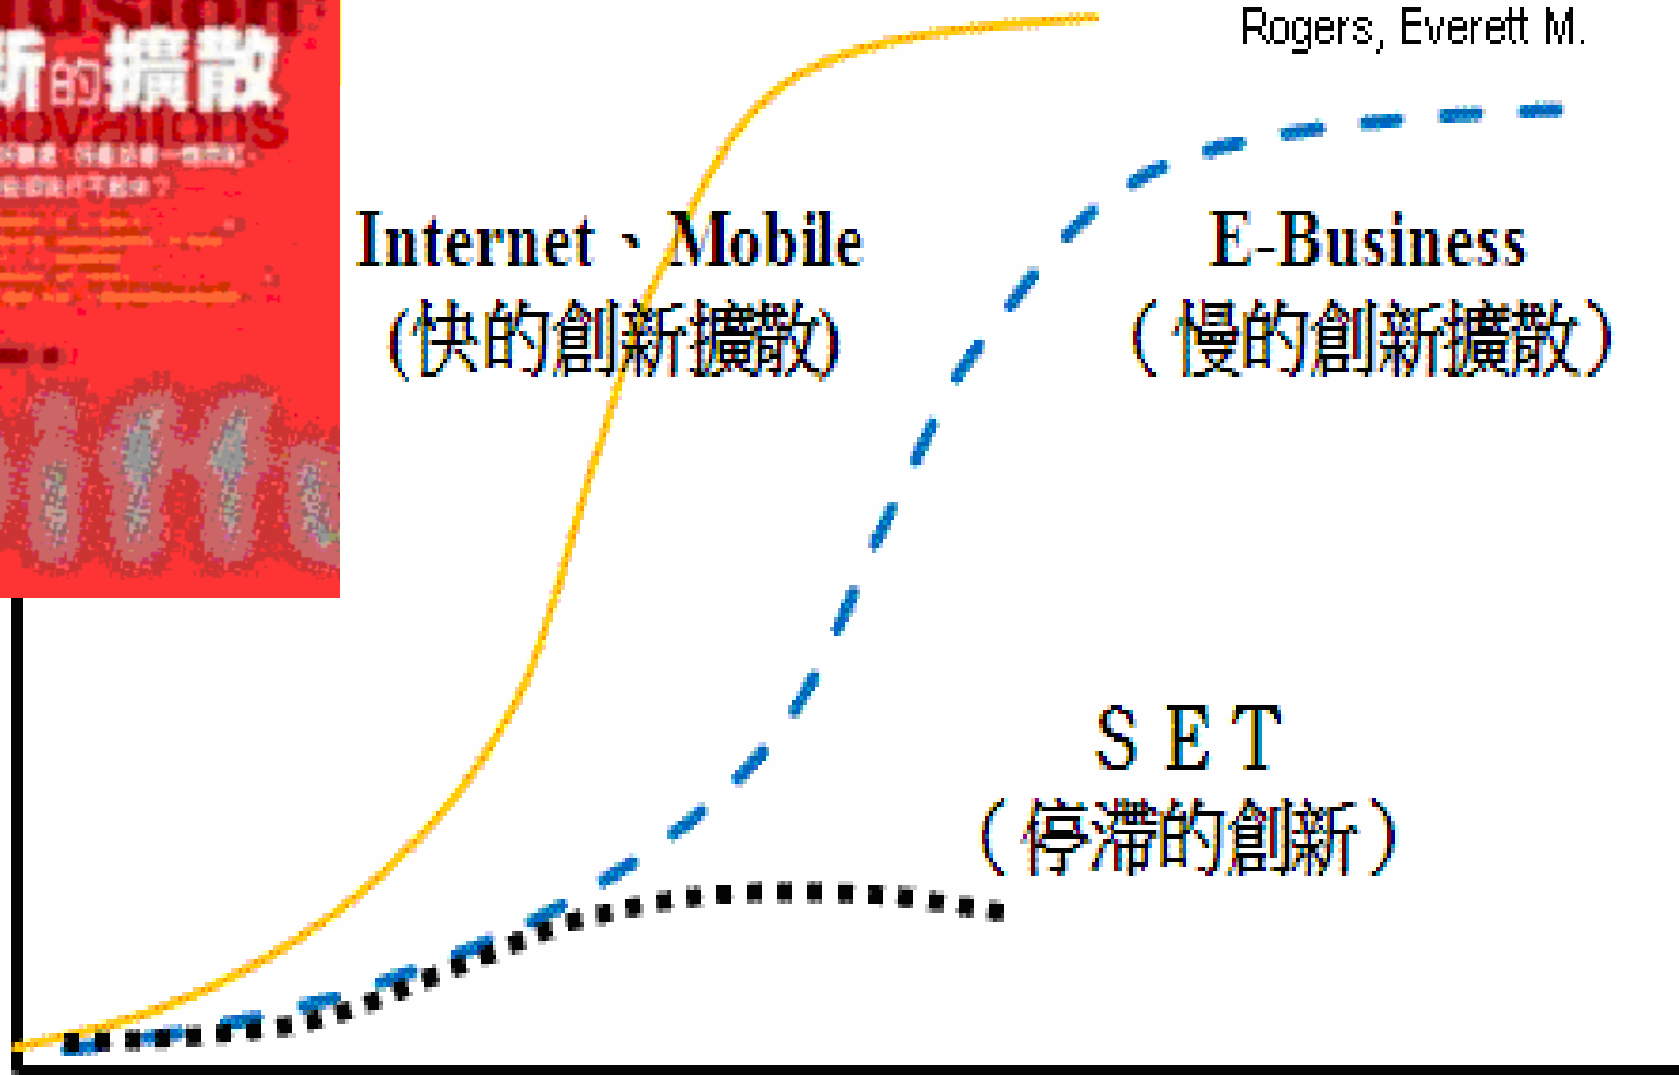 usion
新的擴散
novations
Rogers, Everett M.
Internet、Mobile
(快的創新擴散)
E-Business
（慢的創新擴散）
SET
（停滯的創新）